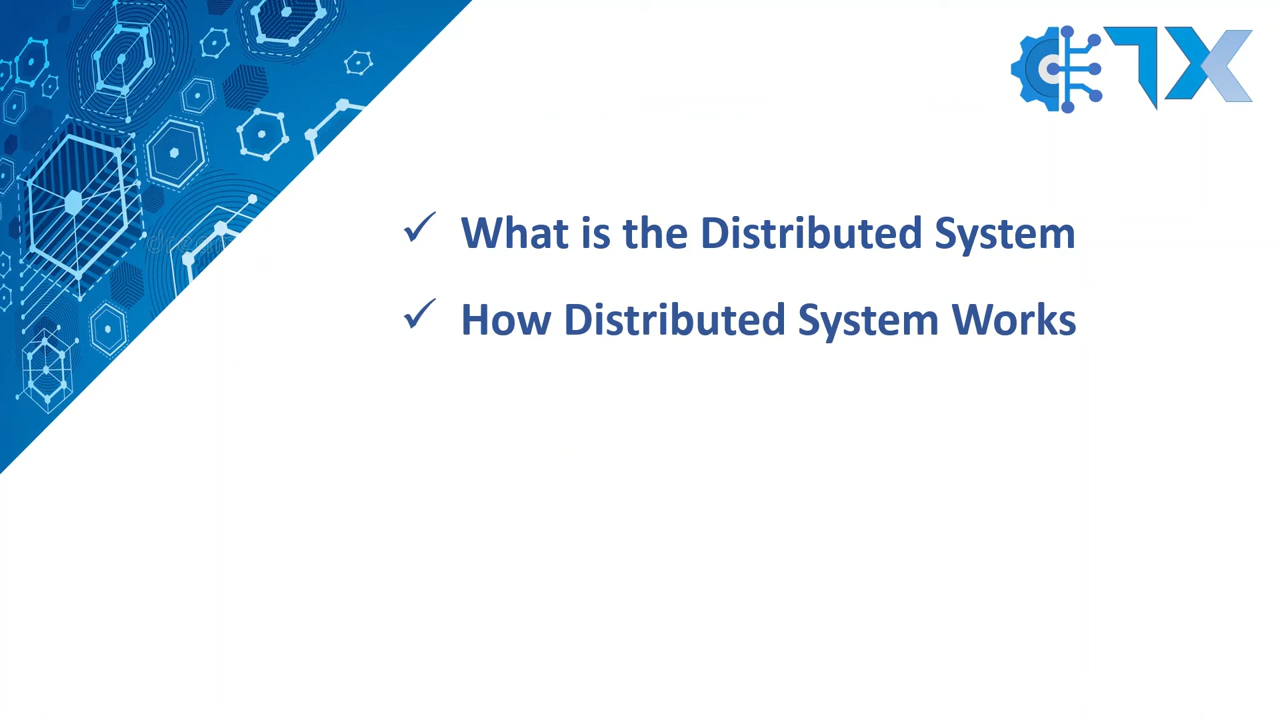 ✓ What is the Distributed System
✓ How Distributed System Works